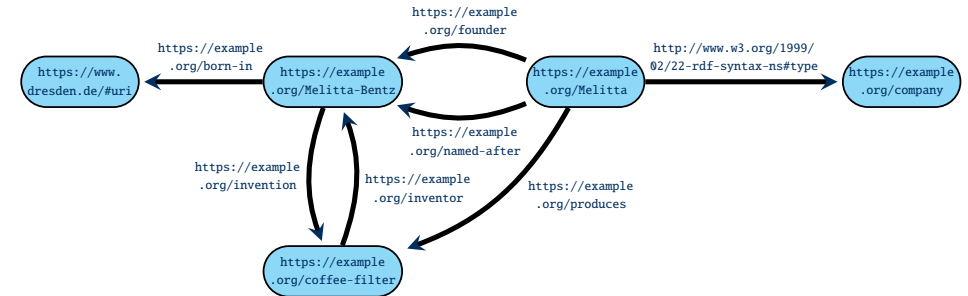 https://example
.org/founder
https://example
.org/born-in
http://www.w3.org/1999/
02/22-rdf-syntax-ns#type
https://www.
dresden.de/#uri
https://example
.org/Melitta-Bentz
https://example
.org/Melitta
https://example
.org/company
https://example
.org/named-after
https://example
.org/invention
https://example
.org/inventor
https://example
.org/produces
https://example
.org/coffee-filter